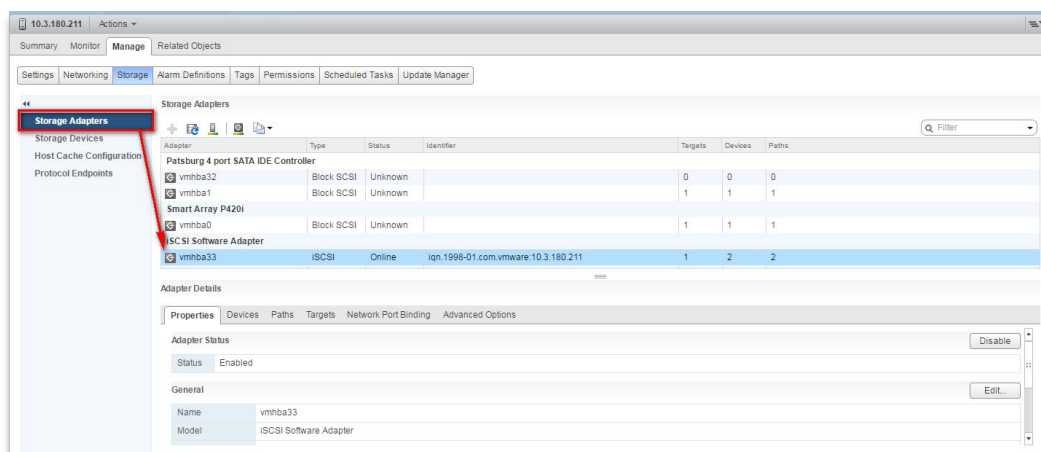 10.3.180.211 Actions
Summary Monitor Manage Related Objects
Settings Networking Storage Alarm Definitions Tags Permissions Scheduled Tasks Update Manager
Storage Adapters
Storage Devices
Host Cache Configuration
Protocol Endpoints
Storage Adapters
Filter
Adapter Type Status Identifier Targets Devices Paths
Patsburg 4 port SATA IDE Controller
vmhba32 Block SCSI Unknown 0 0 0
vmhba1 Block SCSI Unknown 1 1 1
Smart Array P420i
vmhba0 Block SCSI Unknown 1 1 1
iSCSI Software Adapter
vmhba33 iSCSI Online iqn.1998-01.com.vmware:10.3.180.211 1 2 2
Adapter Details
Properties Devices Paths Targets Network Port Binding Advanced Options
Adapter Status Disable
Status Enabled
General Edit...
Name vmhba33
Model iSCSI Software Adapter